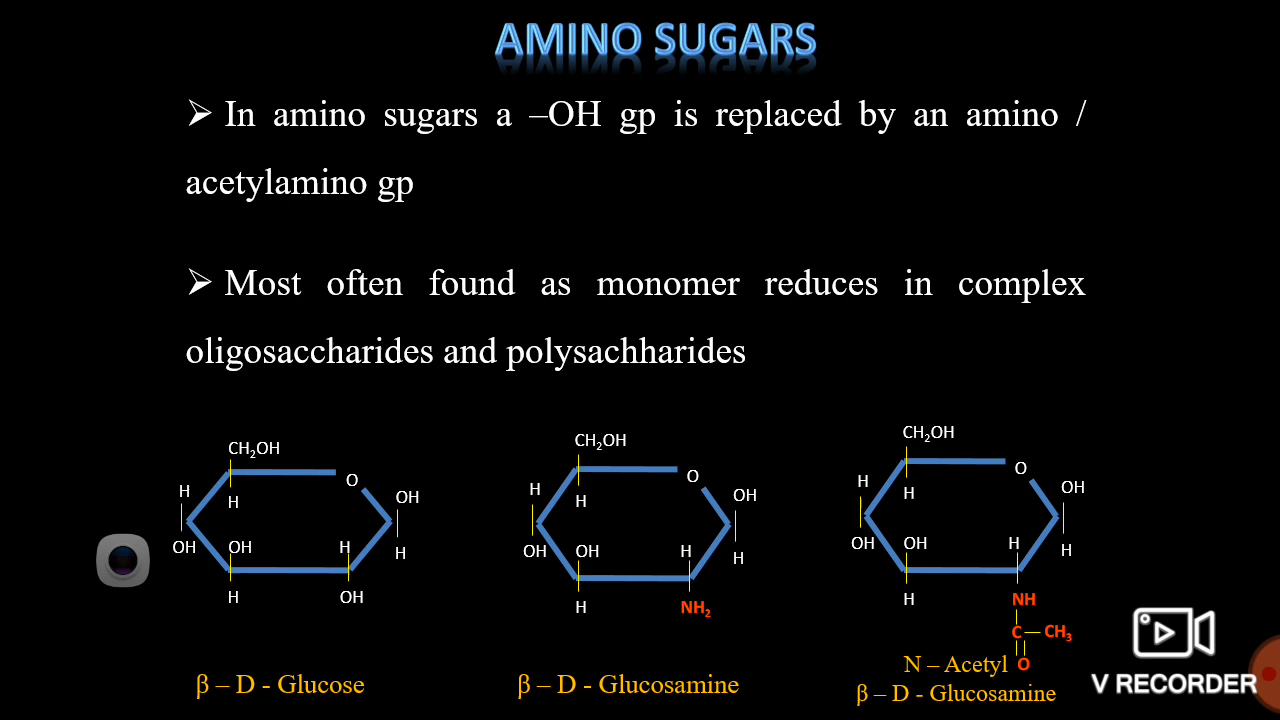 AMINO SUGARS
➢ In amino sugars a –OH gp is replaced by an amino /
acetylamino gp
➢ Most often found as monomer reduces in complex
oligosaccharides and polysachharides
CH₂OH
O
H
H
OH
OH
OH
H
H
H
OH
β – D - Glucose
CH₂OH
O
H
H
OH
OH
OH
H
H
H
NH₂
β – D - Glucosamine
CH₂OH
O
H
H
OH
OH
OH
H
H
H
NH
C – CH₃
O
N – Acetyl
β – D - Glucosamine
V RECORDER